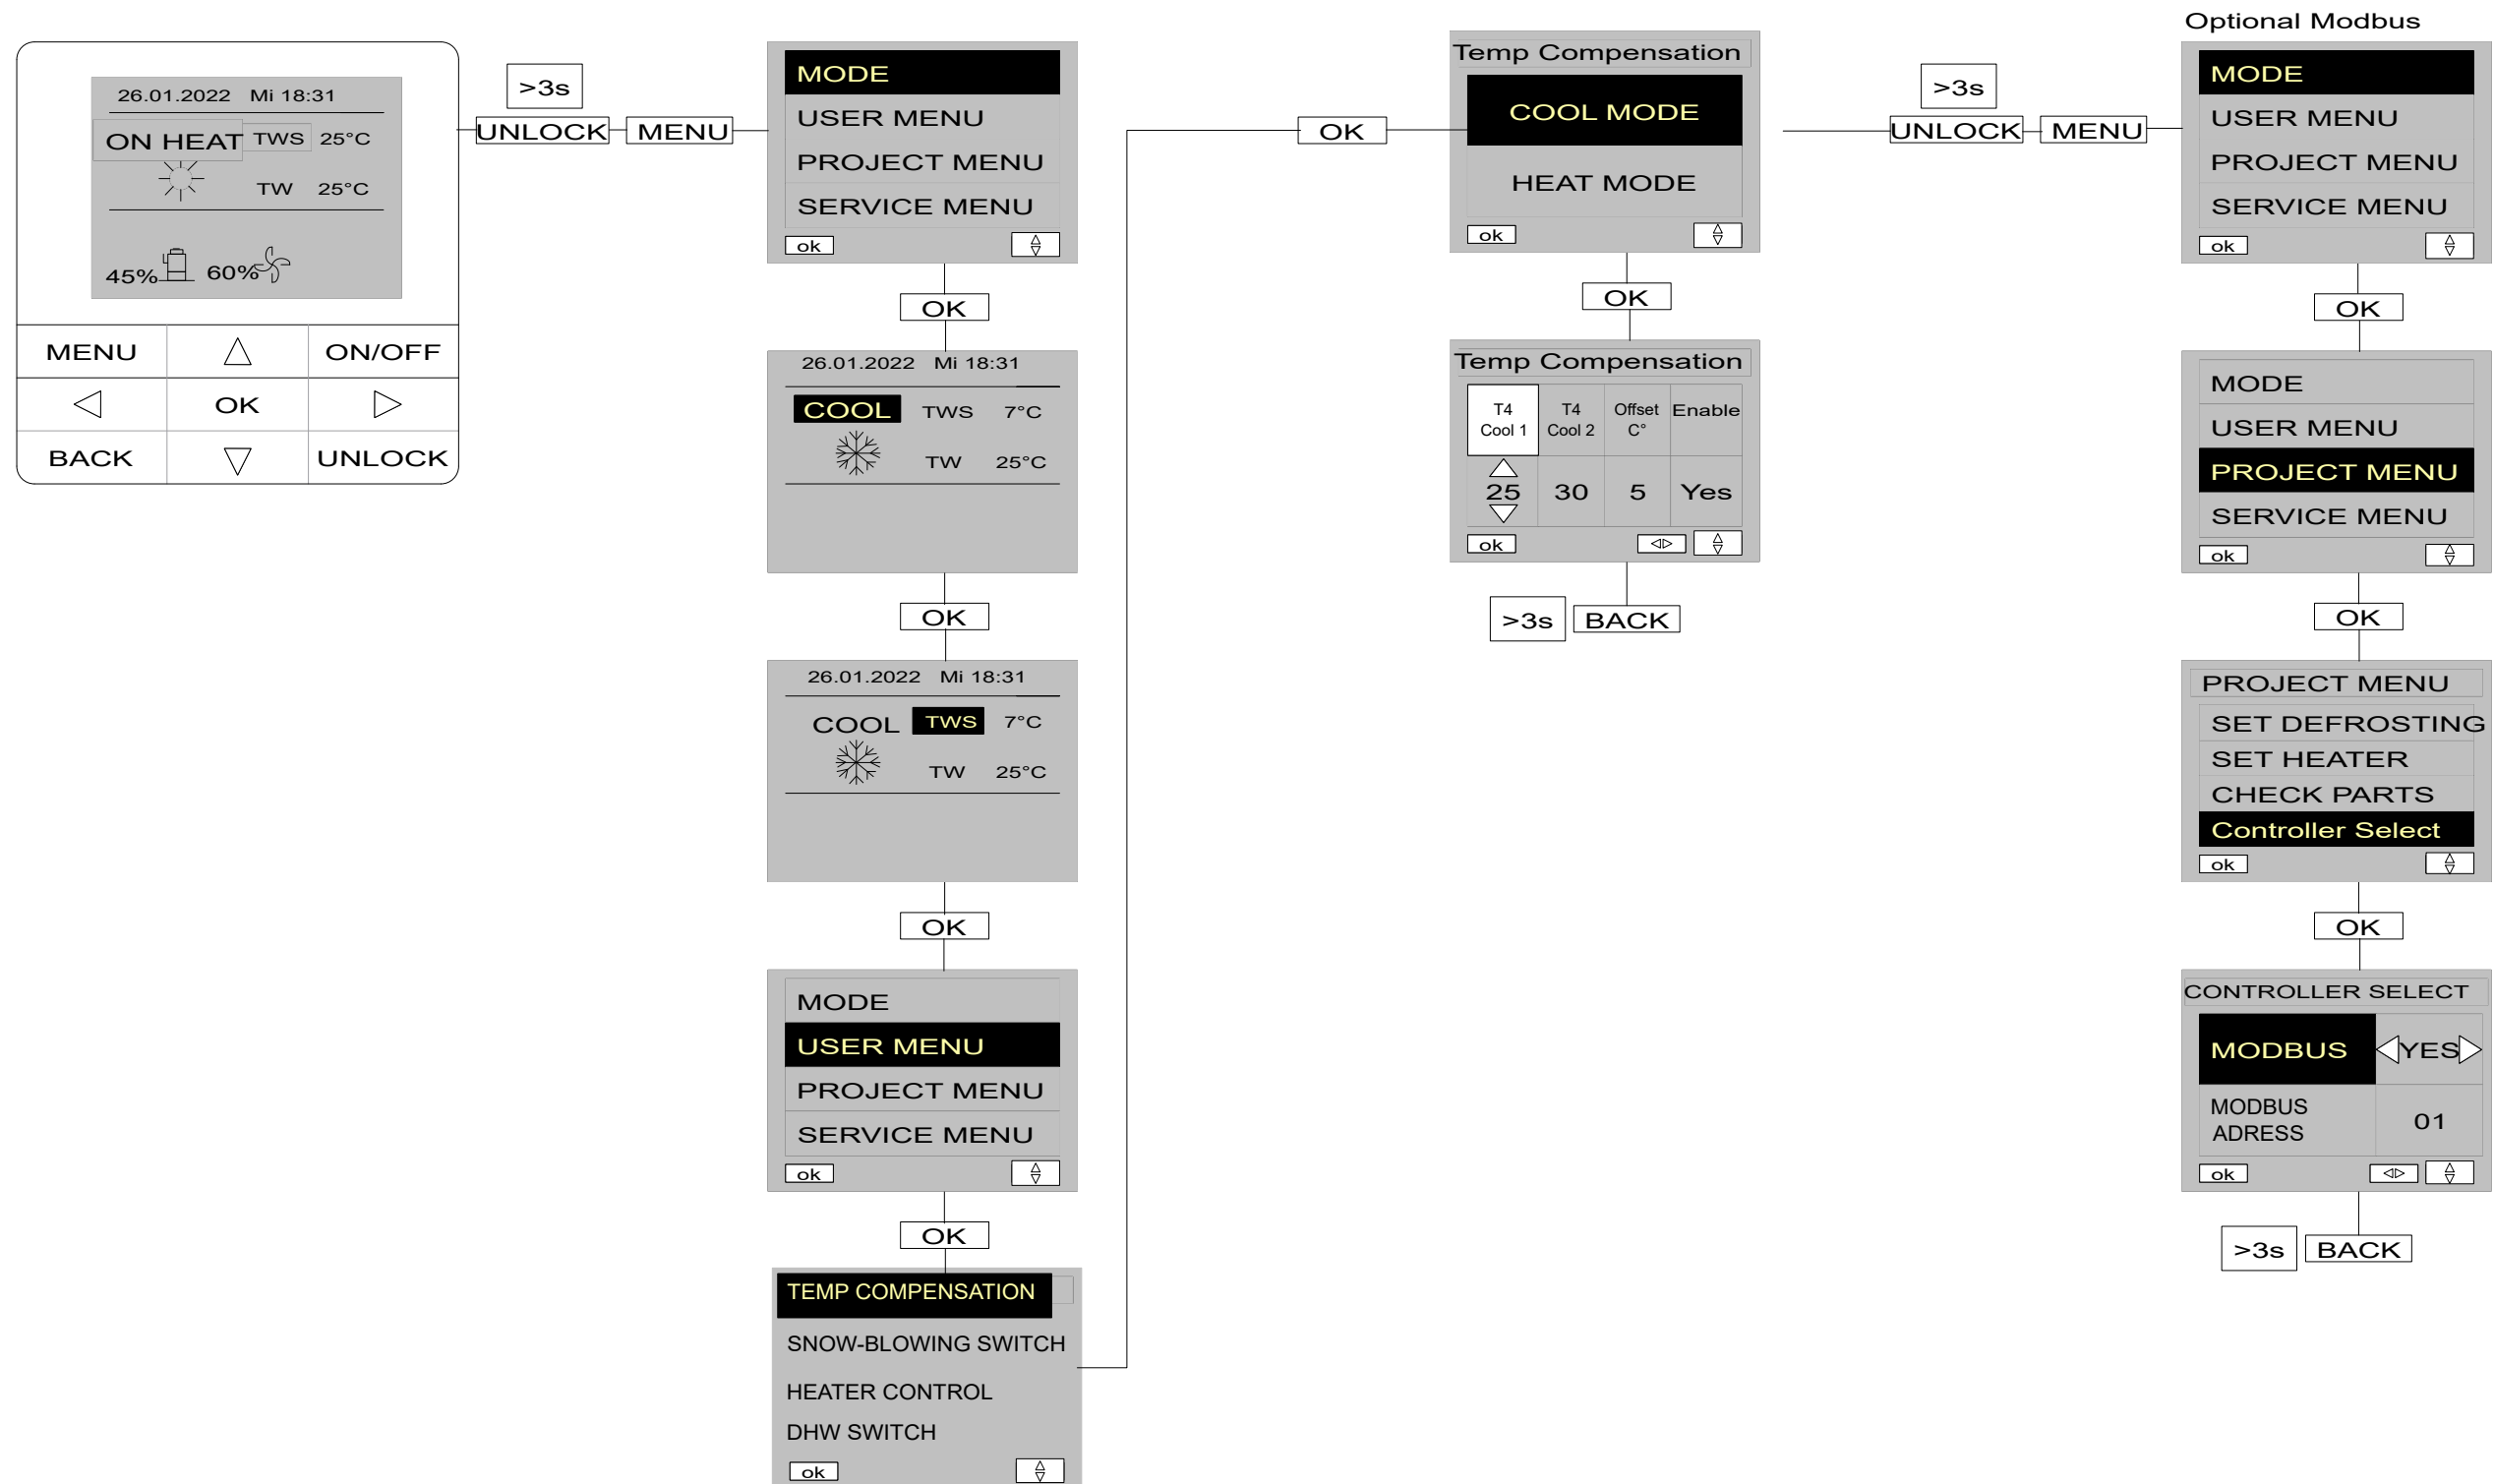 26.01.2022 Mi 18:31
ON HEAT TWS 25°C
TW 25°C
45% 60%
MENU ON/OFF
OK
BACK UNLOCK
>3s
UNLOCK MENU
MODE
USER MENU
PROJECT MENU
SERVICE MENU
ok
OK
26.01.2022 Mi 18:31
COOL TWS 7°C
TW 25°C
OK
26.01.2022 Mi 18:31
COOL TWS 7°C
TW 25°C
OK
MODE
USER MENU
PROJECT MENU
SERVICE MENU
ok
OK
TEMP COMPENSATION
SNOW-BLOWING SWITCH
HEATER CONTROL
DHW SWITCH
ok
OK
Temp Compensation
COOL MODE
HEAT MODE
ok
OK
Temp Compensation
T4 T4 Offset Enable
Cool 1 Cool 2 C°
25 30 5 Yes
ok
>3s BACK
>3s
UNLOCK MENU
Optional Modbus
MODE
USER MENU
PROJECT MENU
SERVICE MENU
ok
OK
MODE
USER MENU
PROJECT MENU
SERVICE MENU
ok
OK
PROJECT MENU
SET DEFROSTING
SET HEATER
CHECK PARTS
Controller Select
ok
OK
CONTROLLER SELECT
MODBUS YES
MODBUS
ADRESS 01
ok
>3s BACK